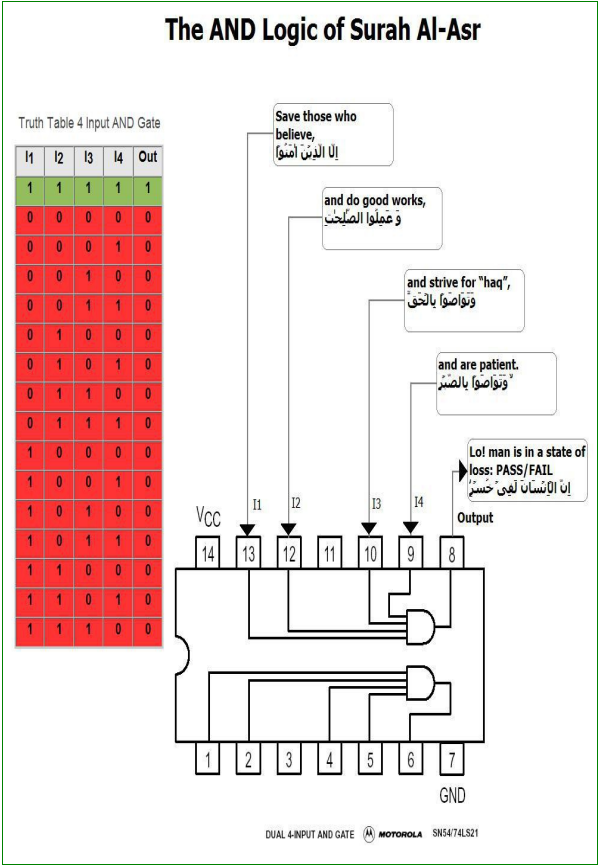 The AND Logic of Surah Al-Asr
Truth Table 4 Input AND Gate
I1 I2 I3 I4 Out
1 1 1 1 1
0 0 0 0 0
0 0 0 1 0
0 0 1 0 0
0 0 1 1 0
0 1 0 0 0
0 1 0 1 0
0 1 1 0 0
0 1 1 1 0
1 0 0 0 0
1 0 0 1 0
1 0 1 0 0
1 0 1 1 0
1 1 0 0 0
1 1 0 1 0
1 1 1 0 0
Save those who
believe,
اِلَّا الَّذِيْنَ اٰمَنُوْا
and do good works,
وَ عَمِلُوا الصّٰلِحٰتِ
and strive for “haq”,
وَتَوَاصَوْا بِالْحَقِّ
and are patient.
وَتَوَاصَوْا بِالصَّبْرِ
Lo! man is in a state of
loss: PASS/FAIL
اِنَّ الْاِنْسَانَ لَفِىْ خُسْرٍ
Output
I1 I2 I3 I4
VCC
14 13 12 11 10 9 8
1 2 3 4 5 6 7
GND
DUAL 4-INPUT AND GATE MOTOROLA SN54/74LS21